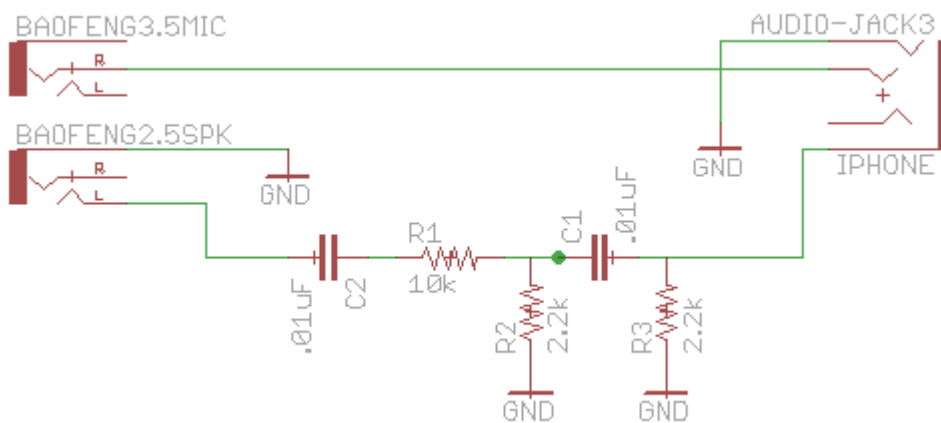 BAOFENG3.5MIC
AUDIO-JACK3
R
L
BAOFENG2.5SPK
R
L
GND
GND
IPHONE
R1
10k
C1
.01uF
.01uF
C2
R2
2.2k
R3
2.2k
GND
GND